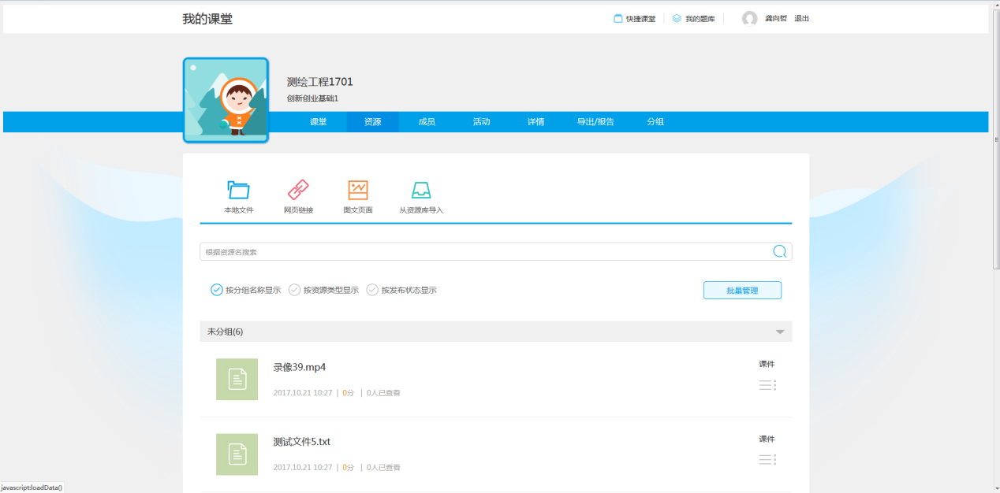 我的课堂
快捷课堂
我的题库
龚向哲 退出
测绘工程1701
创新创业基础1
课堂 资源 成员 活动 详情 导出/报告 分组
本地文件 网页链接 图文页面 从资源库导入
根据资源名搜索
按分组名称显示 按资源类型显示 按发布状态显示 批量管理
未分组(6)
录像39.mp4 课件
2017.10.21 10:27 | 0分 | 0人已查看
测试文件5.txt 课件
2017.10.21 10:27 | 0分 | 0人已查看
javascript:loadData()